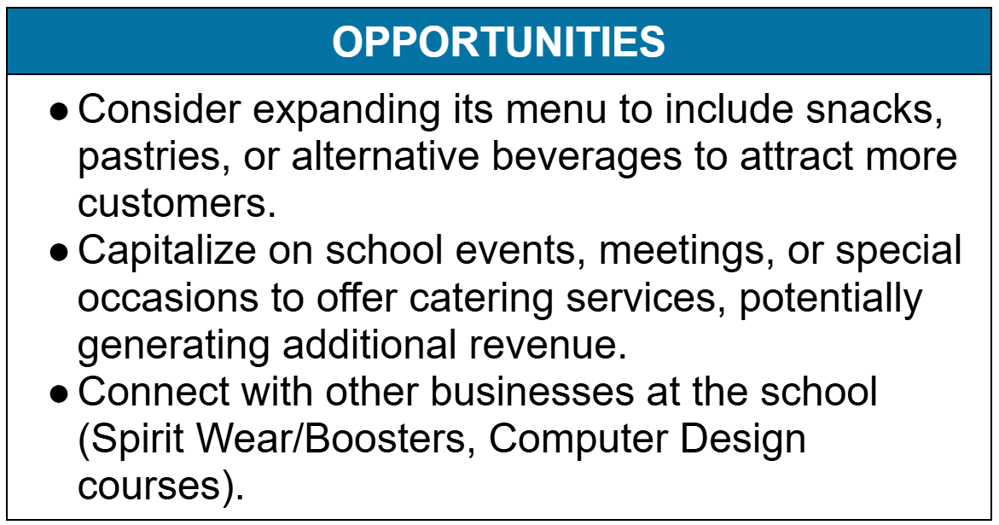 OPPORTUNITIES
● Consider expanding its menu to include snacks,
pastries, or alternative beverages to attract more
customers.
● Capitalize on school events, meetings, or special
occasions to offer catering services, potentially
generating additional revenue.
● Connect with other businesses at the school
(Spirit Wear/Boosters, Computer Design
courses).